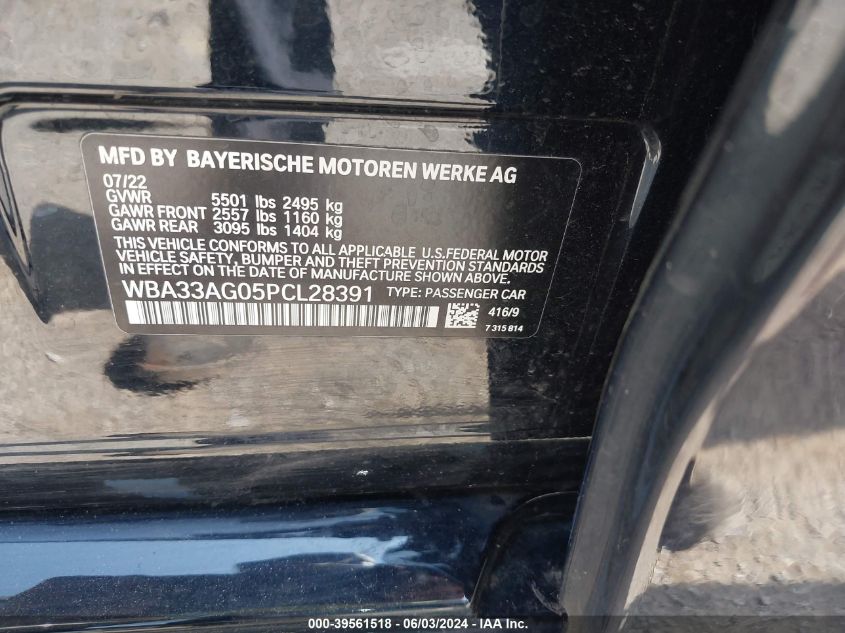 MFD BY BAYERISCHE MOTOREN WERKE AG
07/22
GVWR 5501 lbs 2495 kg
GAWR FRONT 2557 lbs 1160 kg
GAWR REAR 3095 lbs 1404 kg
THIS VEHICLE CONFORMS TO ALL APPLICABLE U.S.FEDERAL MOTOR
VEHICLE SAFETY, BUMPER AND THEFT PREVENTION STANDARDS
IN EFFECT ON THE DATE OF MANUFACTURE SHOWN ABOVE.
WBA33AG05PCL28391 TYPE: PASSENGER CAR
416/9
7 315 814
000-39561518 - 06/03/2024 - IAAI.com